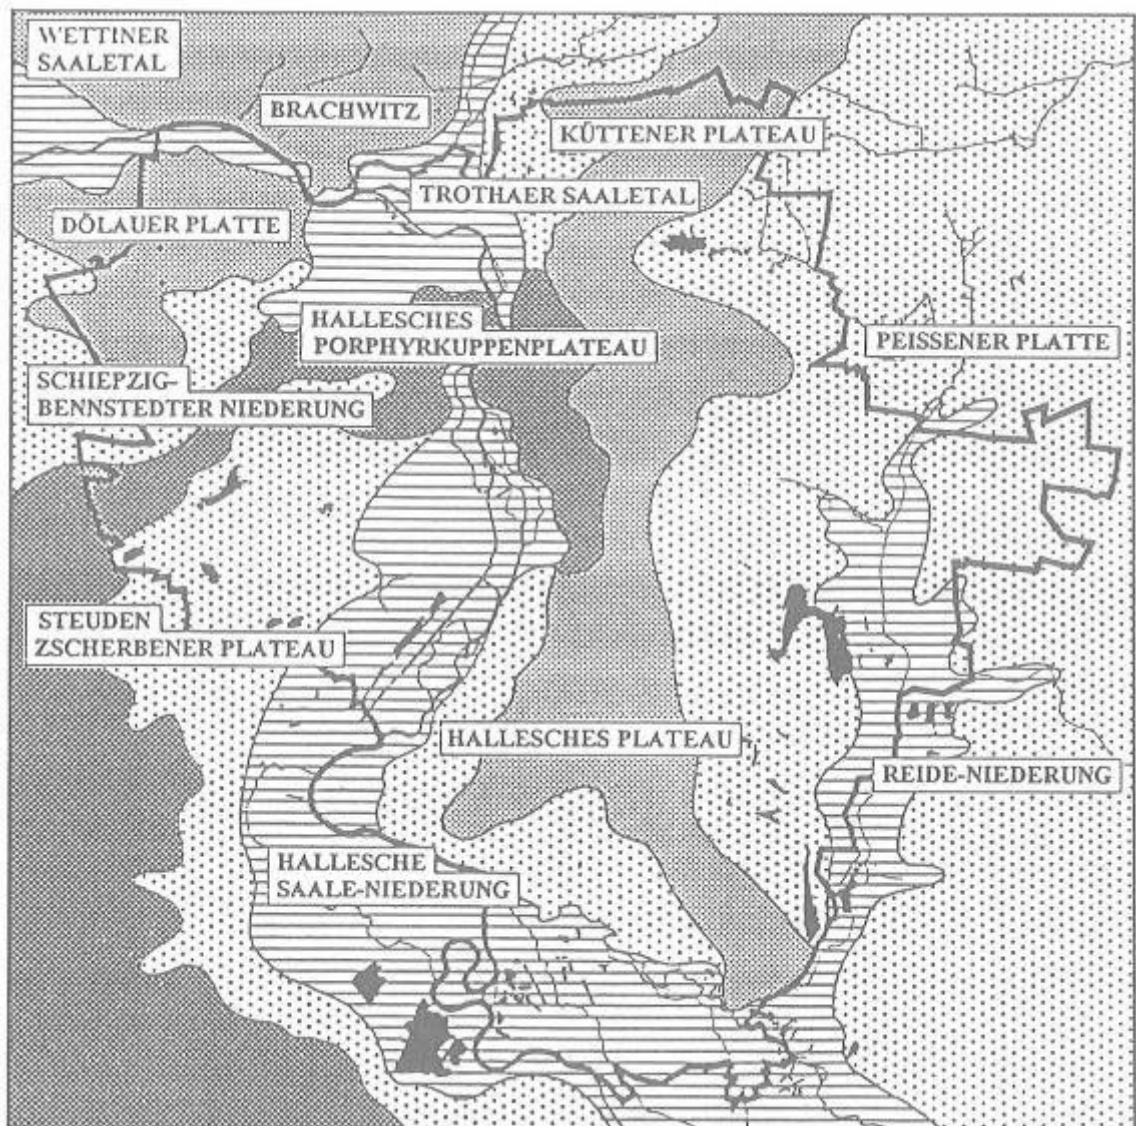 WETTINER
SAALETAL
BRACHWITZ
KÜTTENER PLATEAU
TROTHAER SAALETAL
DÖLAUER PLATTE
HALLESCHES
PORPHYRKUPPENPLATEAU
PEISSENER PLATTE
SCHIEPZIG-
BENNSTEDTER NIEDERUNG
STEUDEN
ZSCHERBENER PLATEAU
HALLESCHES PLATEAU
REIDE-NIEDERUNG
HALLESCHE
SAALE-NIEDERUNG